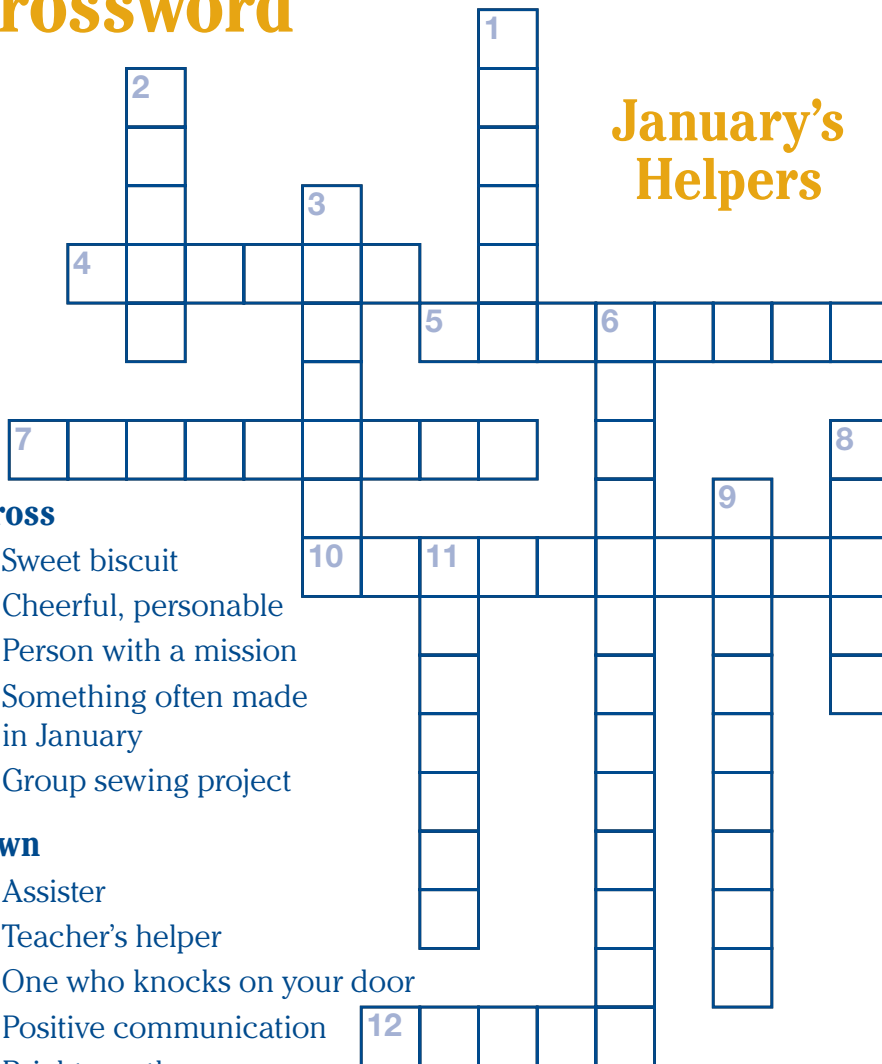 rossword
1
2
January's
Helpers
3
4
5 6
7
8
9
ross
10 11
Sweet biscuit
Cheerful, personable
Person with a mission
Something often made
in January
Group sewing project
wn
Assister
Teacher's helper
One who knocks on your door
Positive communication
12